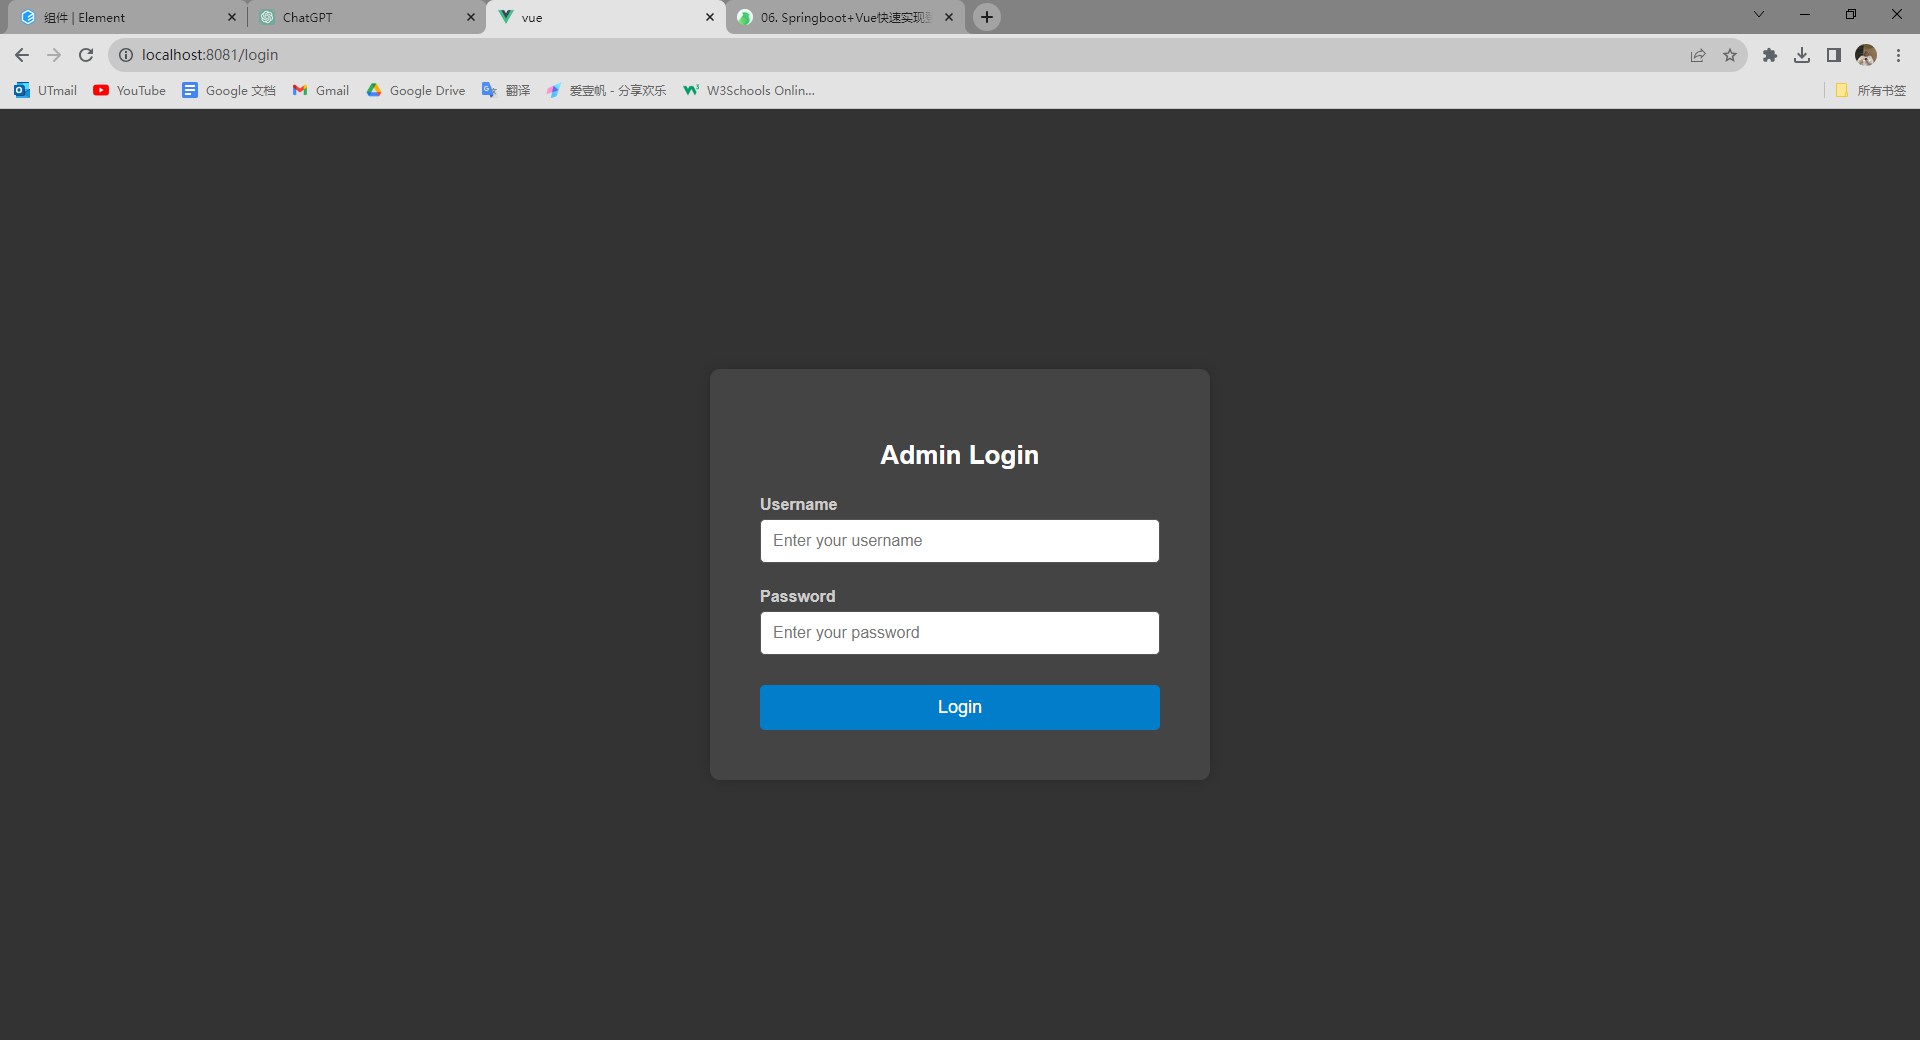 组件 | Element
ChatGPT
vue
06. Springboot+Vue快速实现
localhost:8081/login
UTmail
YouTube
Google 文档
Gmail
Google Drive
翻译
爱壹帆 - 分享欢乐
W3Schools Onlin...
所有书签
Admin Login
Username
Enter your username
Password
Enter your password
Login